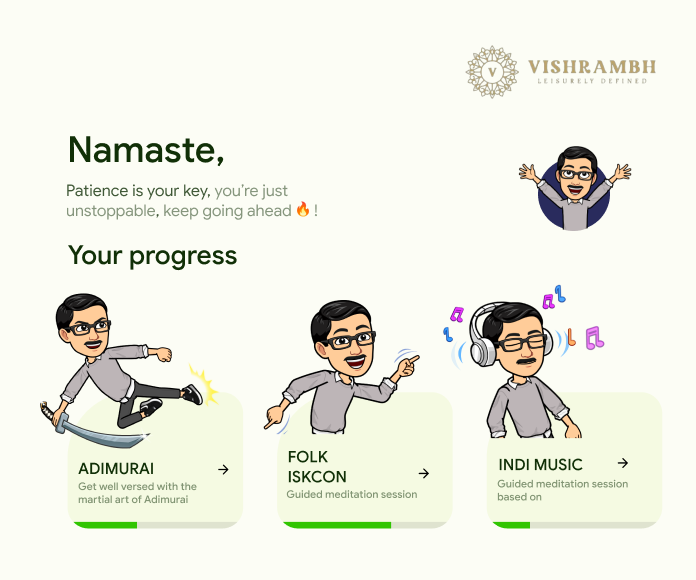 V
VISHRAMBH
LEISURELY DEFINED
Namaste,
Patience is your key, you're just
unstoppable, keep going ahead 🔥 !
Your progress
ADIMURAI →
Get well versed with the
martial art of Adimurai
FOLK
ISKCON →
Guided meditation session
INDI MUSIC →
Guided meditation session
based on